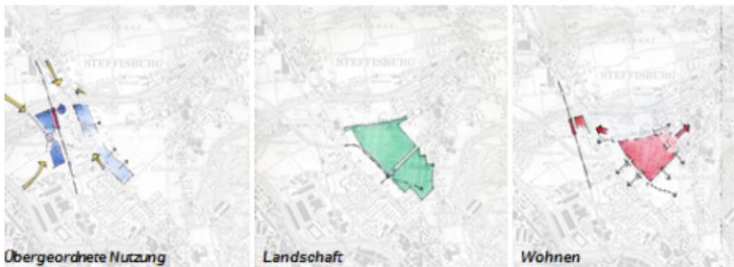 STEFFISBURG
STEFFISBURG
STEFFISBURG
Übergeordnete Nutzung
Landschaft
Wohnen